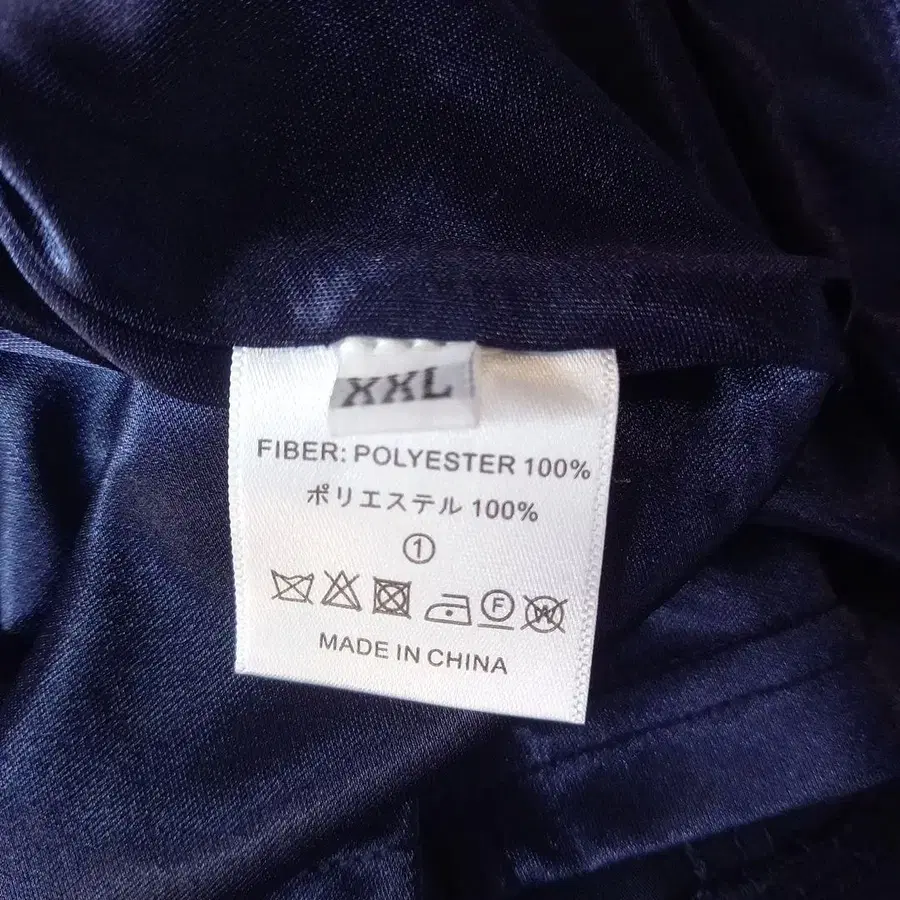 XXL
FIBER: POLYESTER 100%
ポリエステル 100%
①
F W
MADE IN CHINA